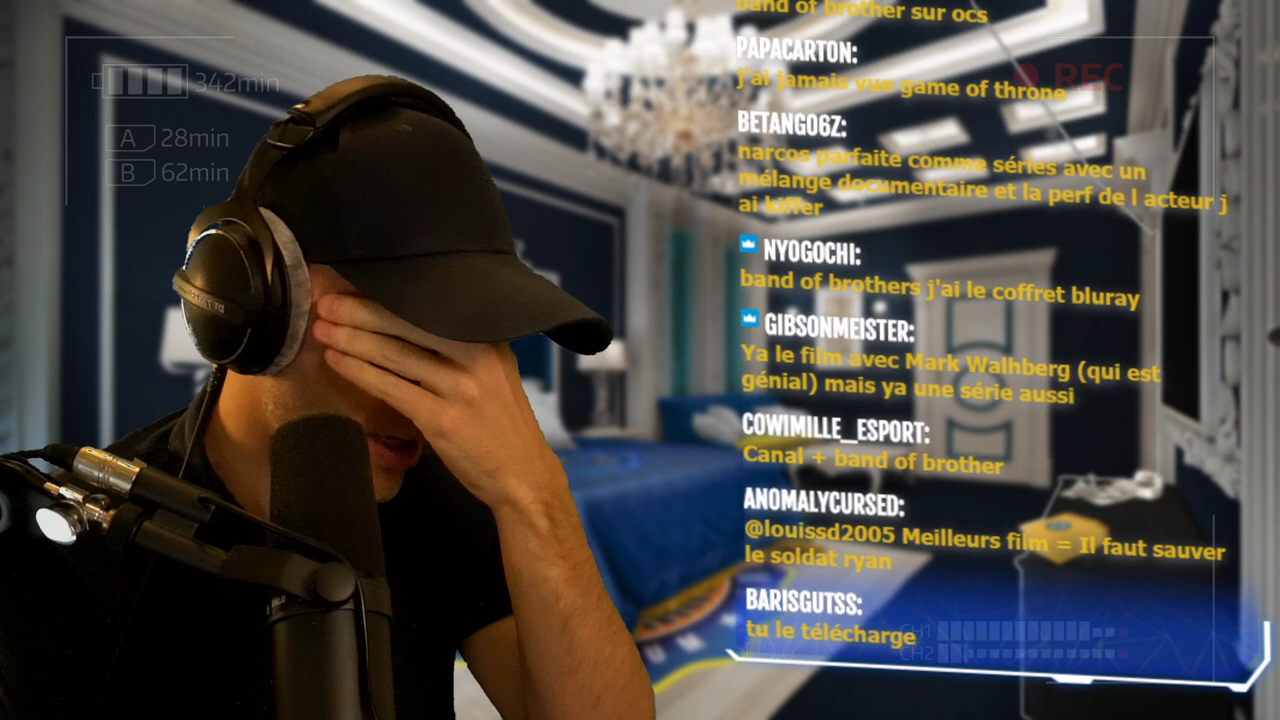 band of brother sur ocs
PAPACARTON:
j'ai jamais vue game of throne
REC
342min
A 28min
B 62min
BETANGO6Z:
narcos parfaite comme séries avec un
mélange documentaire et la perf de l acteur j
ai kiffer
NYOGOCHI:
band of brothers j'ai le coffret bluray
GIBSONMEISTER:
Ya le film avec Mark Walhberg (qui est
génial) mais ya une série aussi
COWIMILLE_ESPORT:
Canal + band of brother
ANOMALYCURSED:
@louissd2005 Meilleurs film = Il faut sauver
le soldat ryan
BARISGUTSS:
tu le télécharge
CH1
CH2